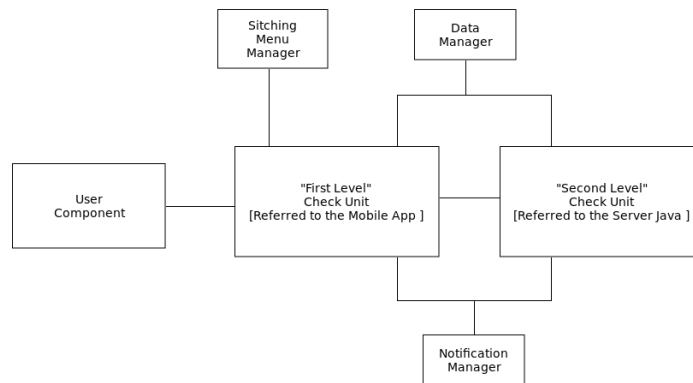 Sitching
Menu
Manager
Data
Manager
User
Component
"First Level"
Check Unit
[Referred to the Mobile App ]
"Second Level"
Check Unit
[Referred to the Server Java ]
Notification
Manager